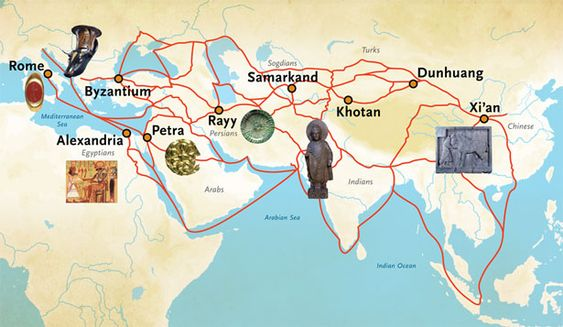 Turks
Sogdians
Dunhuang
Rome
Samarkand
Byzantium
Xi'an
Khotan
Mediterranean
Sea
Rayy
Chinese
Alexandria
Petra
Persians
Egyptians
Arabs
Indians
Arabian Sea
Indian Ocean